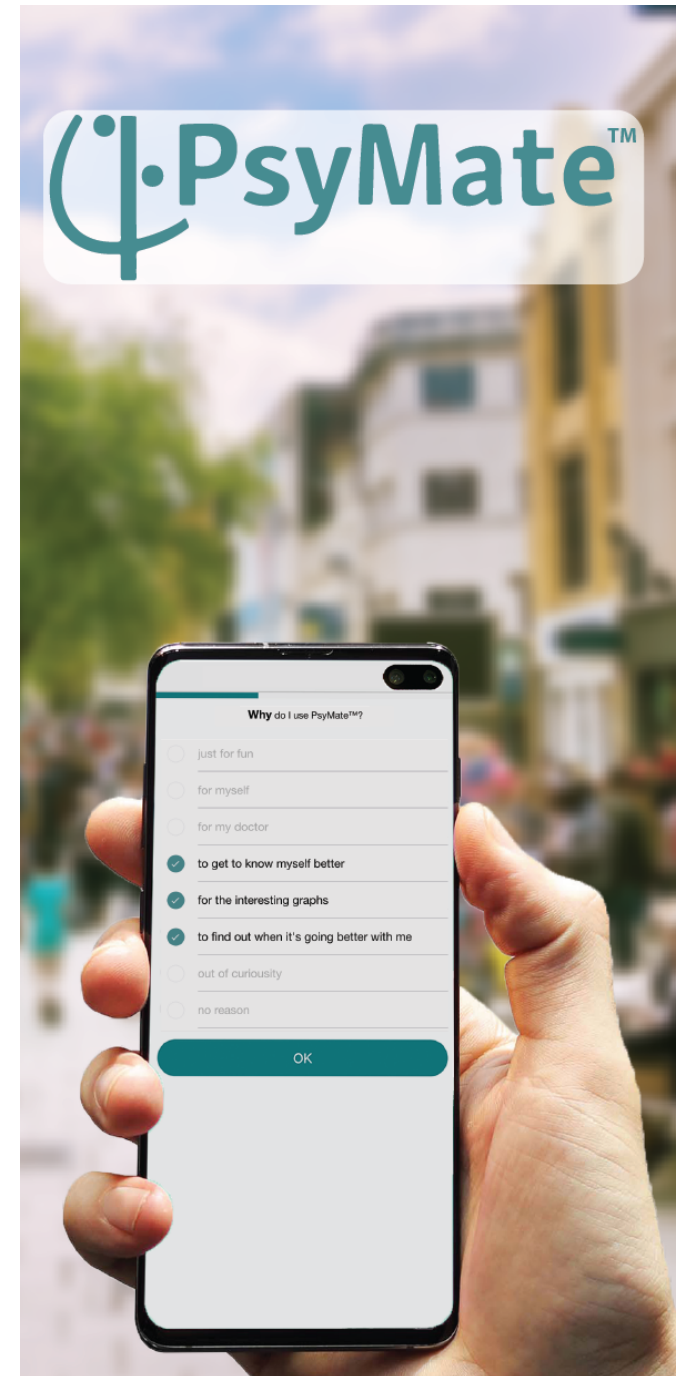 PsyMate™
Why do I use PsyMate™?
just for fun
for myself
for my doctor
to get to know myself better
for the interesting graphs
to find out when it's going better with me
out of curiousity
no reason
OK